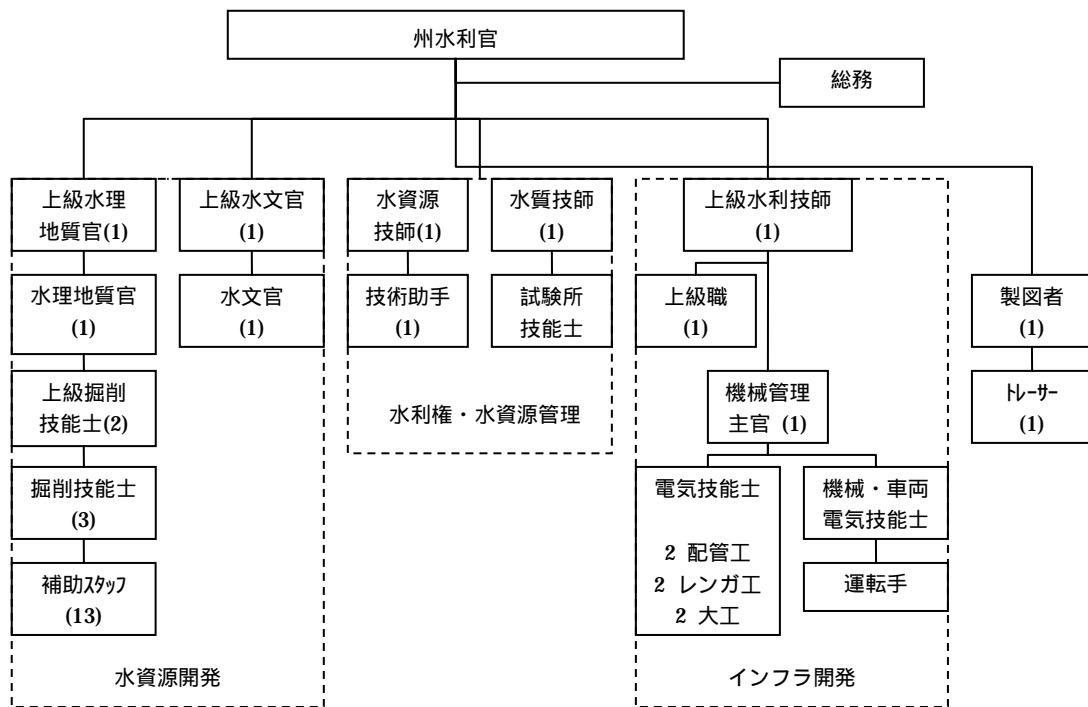 州水利官
総務
上級水理
地質官(1)
上級水文官
(1)
水資源
技師(1)
水質技師
(1)
上級水利技師
(1)
水理地質官
(1)
水文官
(1)
技術助手
(1)
試験所
技能士
上級職
(1)
製図者
(1)
上級掘削
技能士(2)
水利権・水資源管理
機械管理
主官 (1)
ﾄﾚｰｻｰ
(1)
掘削技能士
(3)
電気技能士
2 配管工
2 レンガ工
2 大工
機械・車両
電気技能士
補助ｽﾀｯﾌ
(13)
運転手
水資源開発
インフラ開発